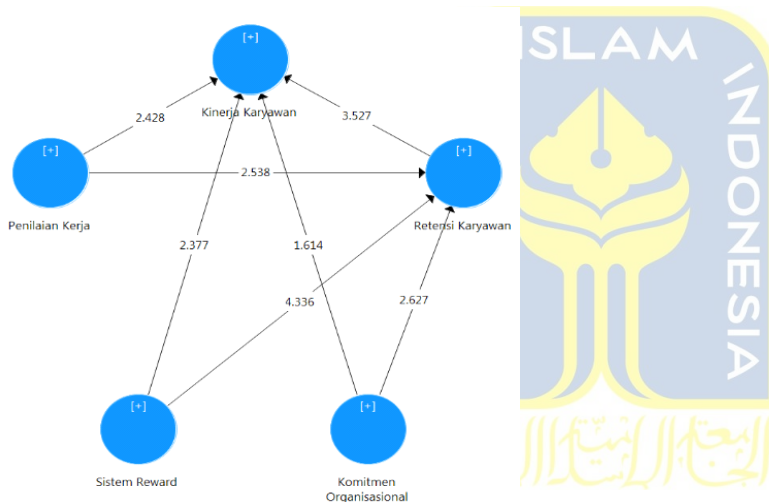 [+]
Kinerja Karyawan
2.428
3.527
[+]
[+]
2.538
Penilaian Kerja
Retensi Karyawan
2.377
1.614
4.336
2.627
[+]
[+]
Sistem Reward
Komitmen
Organisasional
ISLAM
INDONESIA